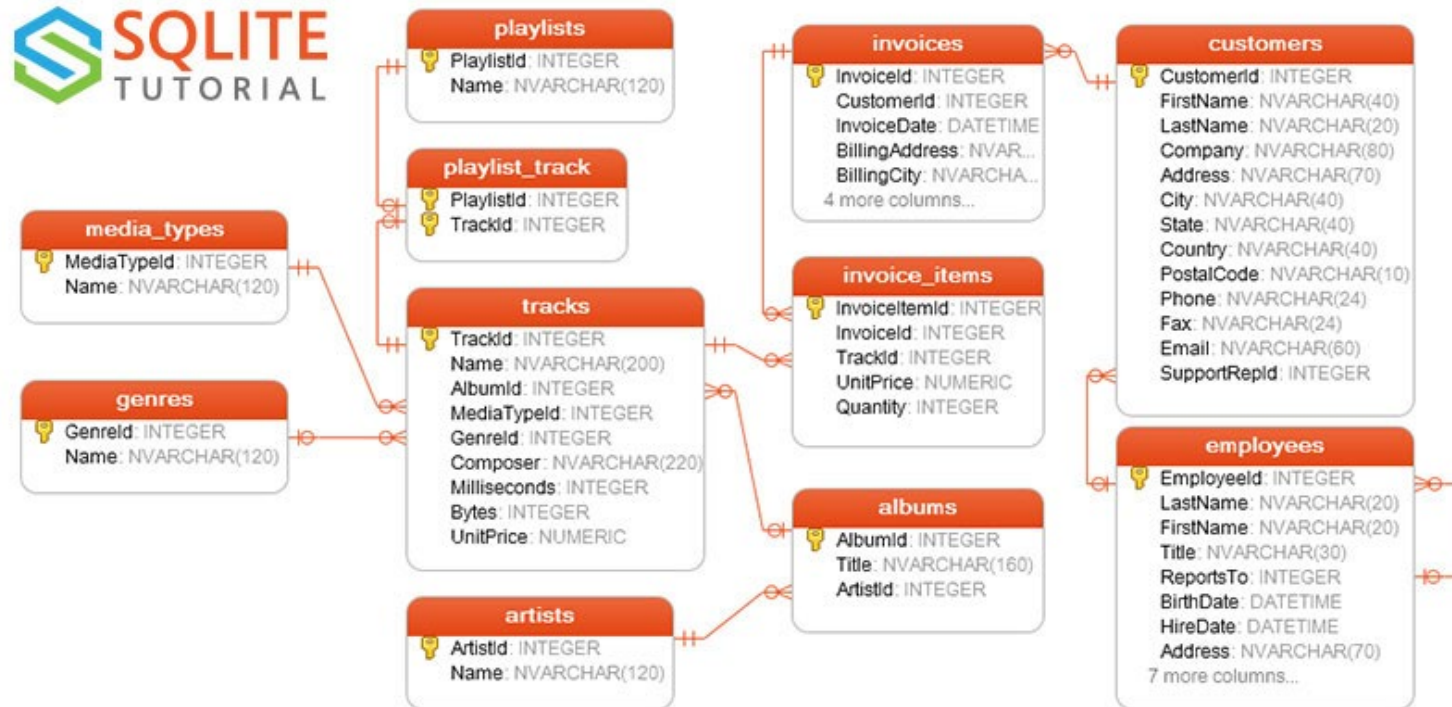 SQLITE
TUTORIAL
playlists
PlaylistId: INTEGER
Name: NVARCHAR(120)
playlist_track
PlaylistId: INTEGER
TrackId: INTEGER
media_types
MediaTypeId: INTEGER
Name: NVARCHAR(120)
genres
GenreId: INTEGER
Name: NVARCHAR(120)
tracks
TrackId: INTEGER
Name: NVARCHAR(200)
AlbumId: INTEGER
MediaTypeId: INTEGER
GenreId: INTEGER
Composer: NVARCHAR(220)
Milliseconds: INTEGER
Bytes: INTEGER
UnitPrice: NUMERIC
artists
ArtistId: INTEGER
Name: NVARCHAR(120)
invoices
InvoiceId: INTEGER
CustomerId: INTEGER
InvoiceDate: DATETIME
BillingAddress: NVAR...
BillingCity: NVARCHA...
4 more columns...
invoice_items
InvoiceItemId: INTEGER
InvoiceId: INTEGER
TrackId: INTEGER
UnitPrice: NUMERIC
Quantity: INTEGER
albums
AlbumId: INTEGER
Title: NVARCHAR(160)
ArtistId: INTEGER
customers
CustomerId: INTEGER
FirstName: NVARCHAR(40)
LastName: NVARCHAR(20)
Company: NVARCHAR(80)
Address: NVARCHAR(70)
City: NVARCHAR(40)
State: NVARCHAR(40)
Country: NVARCHAR(40)
PostalCode: NVARCHAR(10)
Phone: NVARCHAR(24)
Fax: NVARCHAR(24)
Email: NVARCHAR(60)
SupportRepId: INTEGER
employees
EmployeeId: INTEGER
LastName: NVARCHAR(20)
FirstName: NVARCHAR(20)
Title: NVARCHAR(30)
ReportsTo: INTEGER
BirthDate: DATETIME
HireDate: DATETIME
Address: NVARCHAR(70)
7 more columns...